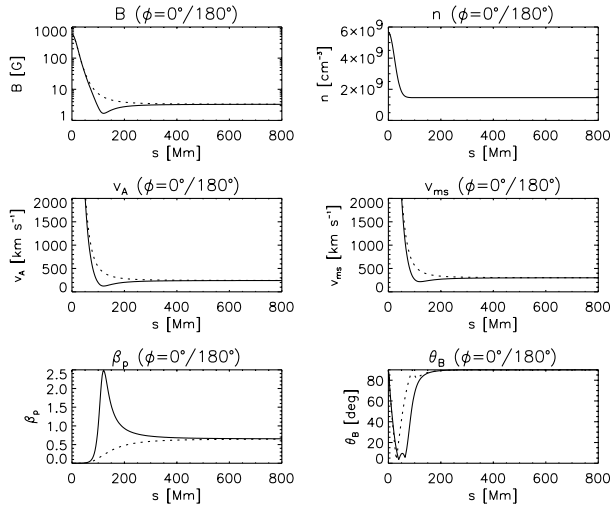 B (φ=0°/180°)
1000
100
10
1
B [G]
0 200 400 600 800
s [Mm]
n (φ=0°/180°)
6×10⁹
4×10⁹
2×10⁹
0
n [cm⁻³]
0 200 400 600 800
s [Mm]
v_A (φ=0°/180°)
2000
1500
1000
500
0
v_A [km s⁻¹]
0 200 400 600 800
s [Mm]
v_ms (φ=0°/180°)
2000
1500
1000
500
0
v_ms [km s⁻¹]
0 200 400 600 800
s [Mm]
β_p (φ=0°/180°)
2.5
2.0
1.5
1.0
0.5
0.0
β_p
0 200 400 600 800
s [Mm]
θ_B (φ=0°/180°)
80
60
40
20
0
θ_B [deg]
0 200 400 600 800
s [Mm]